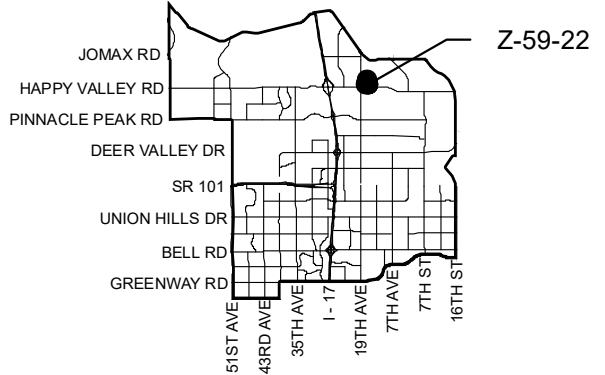 Z-59-22
JOMAX RD
HAPPY VALLEY RD
PINNACLE PEAK RD
DEER VALLEY DR
SR 101
UNION HILLS DR
BELL RD
GREENWAY RD
51ST AVE
43RD AVE
35TH AVE
I - 17
19TH AVE
7TH AVE
7TH ST
16TH ST